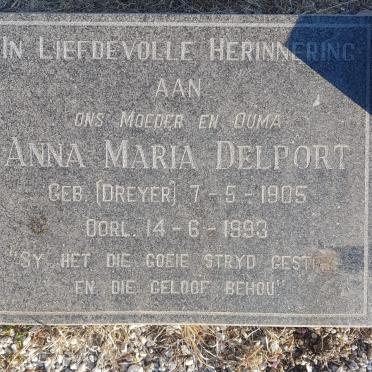 IN LIEFDEVOLLE HERINNERING
AAN
ONS MOEDER EN OUMA
ANNA MARIA DELPORT
GEB. (DREYER) 7-5-1905
OORL. 14-6-1993
"SY HET DIE GOEIE STRYD
EN DIE GELOOF BEHOU"